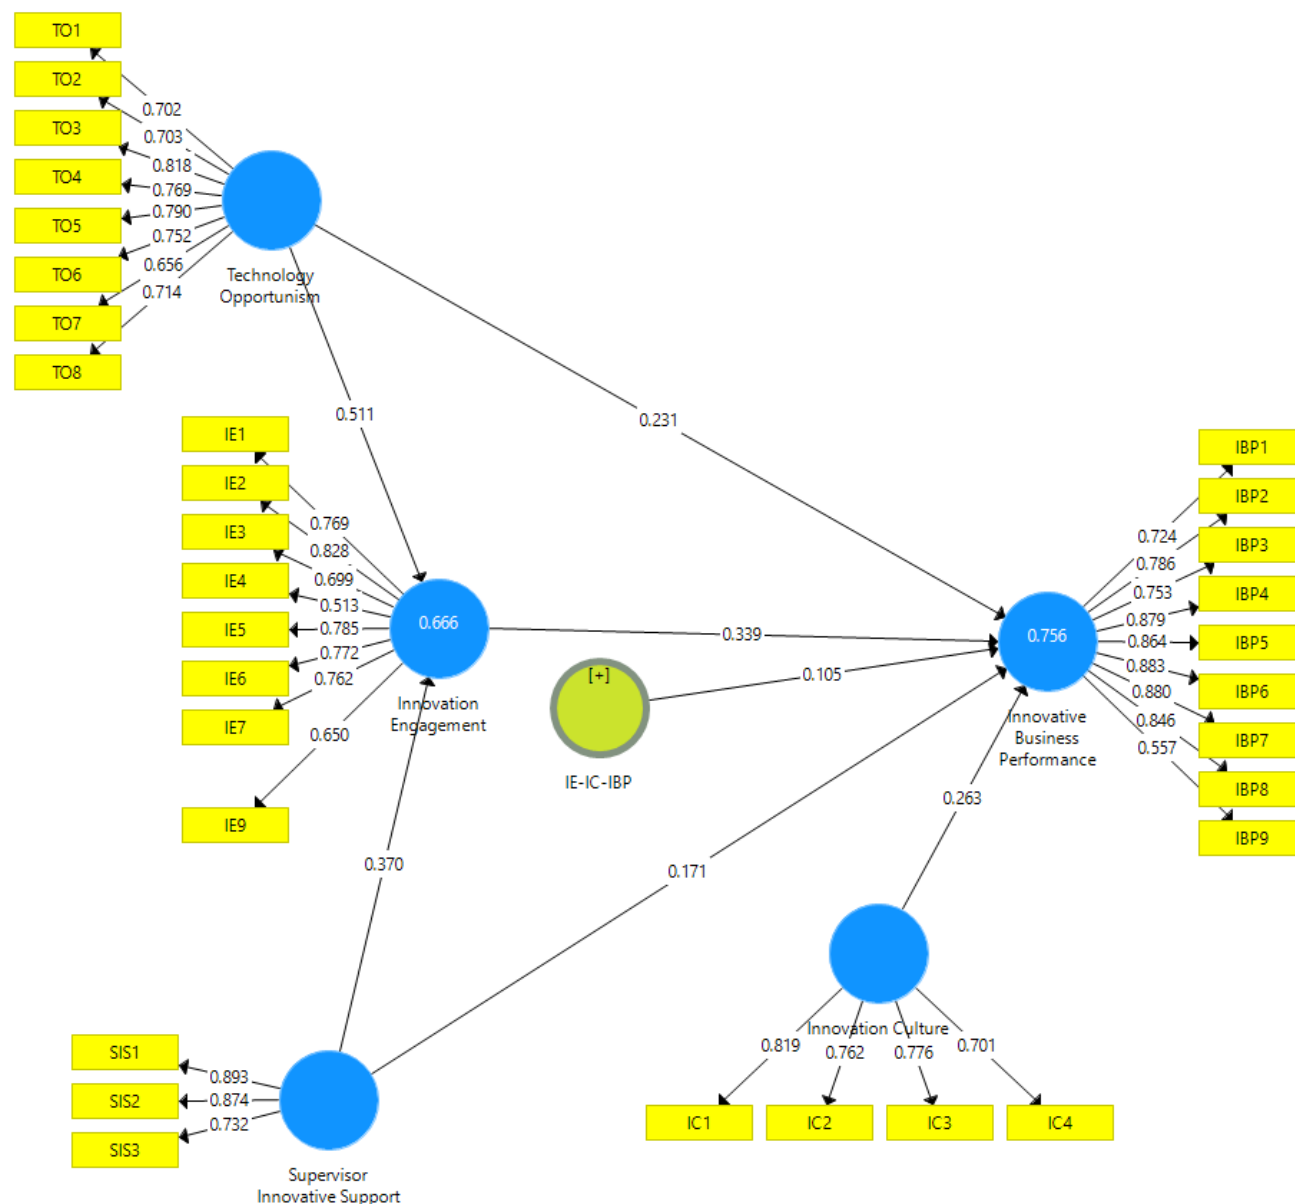 TO1
TO2
TO3
TO4
TO5
TO6
TO7
TO8
0.702
0.703
0.818
0.769
0.790
0.752
0.656
0.714
Technology
Opportunism
0.511
0.231
IE1
IE2
IE3
IE4
IE5
IE6
IE7
IE9
0.769
0.828
0.699
0.513
0.785
0.772
0.762
0.650
0.666
Innovation
Engagement
0.339
[+]
IE-IC-IBP
0.105
0.756
Innovative
Business
Performance
0.724
0.786
0.753
0.879
0.864
0.883
0.880
0.846
0.557
IBP1
IBP2
IBP3
IBP4
IBP5
IBP6
IBP7
IBP8
IBP9
0.370
0.171
0.263
SIS1
SIS2
SIS3
0.893
0.874
0.732
Supervisor
Innovative Support
Innovation Culture
0.819
0.762
0.776
0.701
IC1
IC2
IC3
IC4